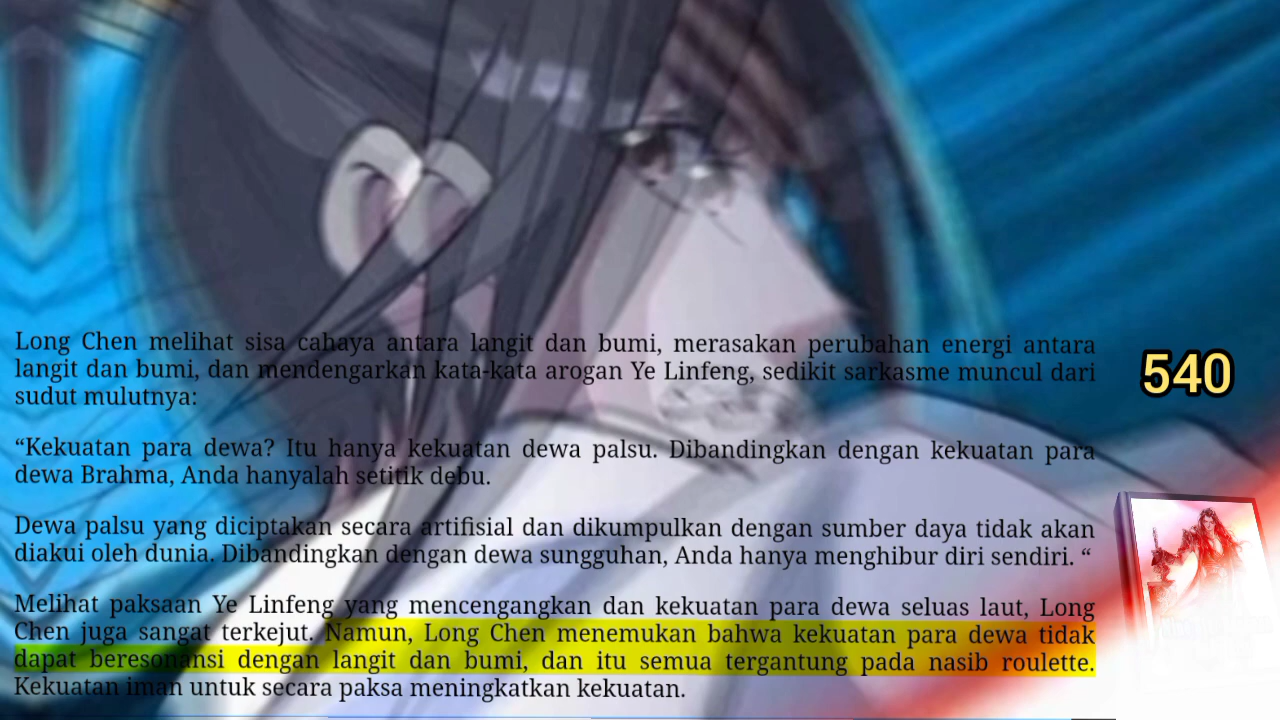 Long Chen melihat sisa cahaya antara langit dan bumi, merasakan perubahan energi antara
langit dan bumi, dan mendengarkan kata-kata arogan Ye Linfeng, sedikit sarkasme muncul dari
sudut mulutnya:
540
“Kekuatan para dewa? Itu hanya kekuatan dewa palsu. Dibandingkan dengan kekuatan para
dewa Brahma, Anda hanyalah setitik debu.
Dewa palsu yang diciptakan secara artifisial dan dikumpulkan dengan sumber daya tidak akan
diakui oleh dunia. Dibandingkan dengan dewa sungguhan, Anda hanya menghibur diri sendiri. “
Melihat paksaan Ye Linfeng yang mencengangkan dan kekuatan para dewa seluas laut, Long
Chen juga sangat terkejut. Namun, Long Chen menemukan bahwa kekuatan para dewa tidak
dapat beresonansi dengan langit dan bumi, dan itu semua tergantung pada nasib roulette.
Kekuatan iman untuk secara paksa meningkatkan kekuatan.